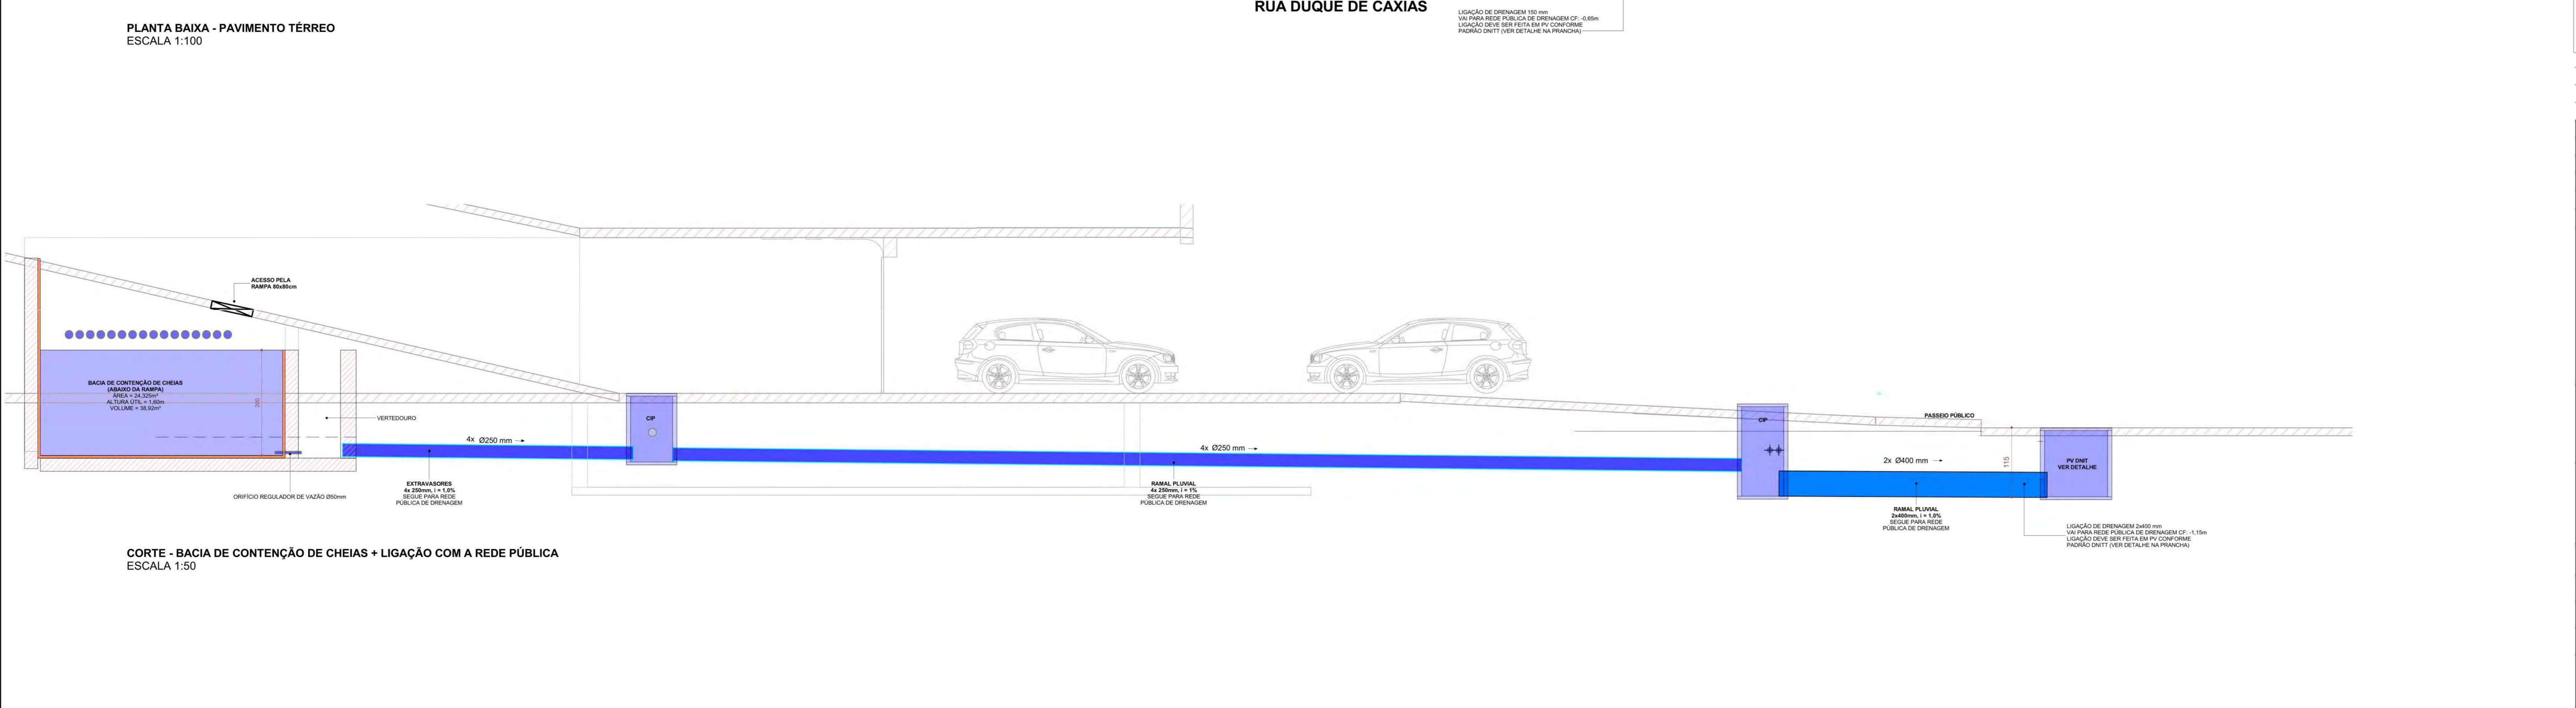 RUA DUQUE DE CAXIAS
LIGAÇÃO DE DRENAGEM 150 mm
VAI PARA REDE PÚBLICA DE DRENAGEM CF: -0,65m
LIGAÇÃO DEVE SER FEITA EM PV CONFORME
PADRÃO DNITT (VER DETALHE NA PRANCHA)
PLANTA BAIXA - PAVIMENTO TÉRREO
ESCALA 1:100
ACESSO PELA
RAMPA 80x80cm
BACIA DE CONTENÇÃO DE CHEIAS
(ABAIXO DA RAMPA)
ÁREA = 24,325m²
ALTURA ÚTIL = 1,60m
VOLUME = 38,92m³
VERTEDOURO
ORIFÍCIO REGULADOR DE VAZÃO Ø50mm
4x Ø250 mm
EXTRAVASORES
4x 250mm, i = 1,0%
SEGUE PARA REDE
PÚBLICA DE DRENAGEM
CIP
4x Ø250 mm
RAMAL PLUVIAL
4x 250mm, i = 1%
SEGUE PARA REDE
PÚBLICA DE DRENAGEM
CIP
PASSEIO PÚBLICO
2x Ø400 mm
115
PV DNIT
VER DETALHE
RAMAL PLUVIAL
2x400mm, i = 1,0%
SEGUE PARA REDE
PÚBLICA DE DRENAGEM
LIGAÇÃO DE DRENAGEM 2x400 mm
VAI PARA REDE PÚBLICA DE DRENAGEM CF: -1,15m
LIGAÇÃO DEVE SER FEITA EM PV CONFORME
PADRÃO DNITT (VER DETALHE NA PRANCHA)
CORTE - BACIA DE CONTENÇÃO DE CHEIAS + LIGAÇÃO COM A REDE PÚBLICA
ESCALA 1:50